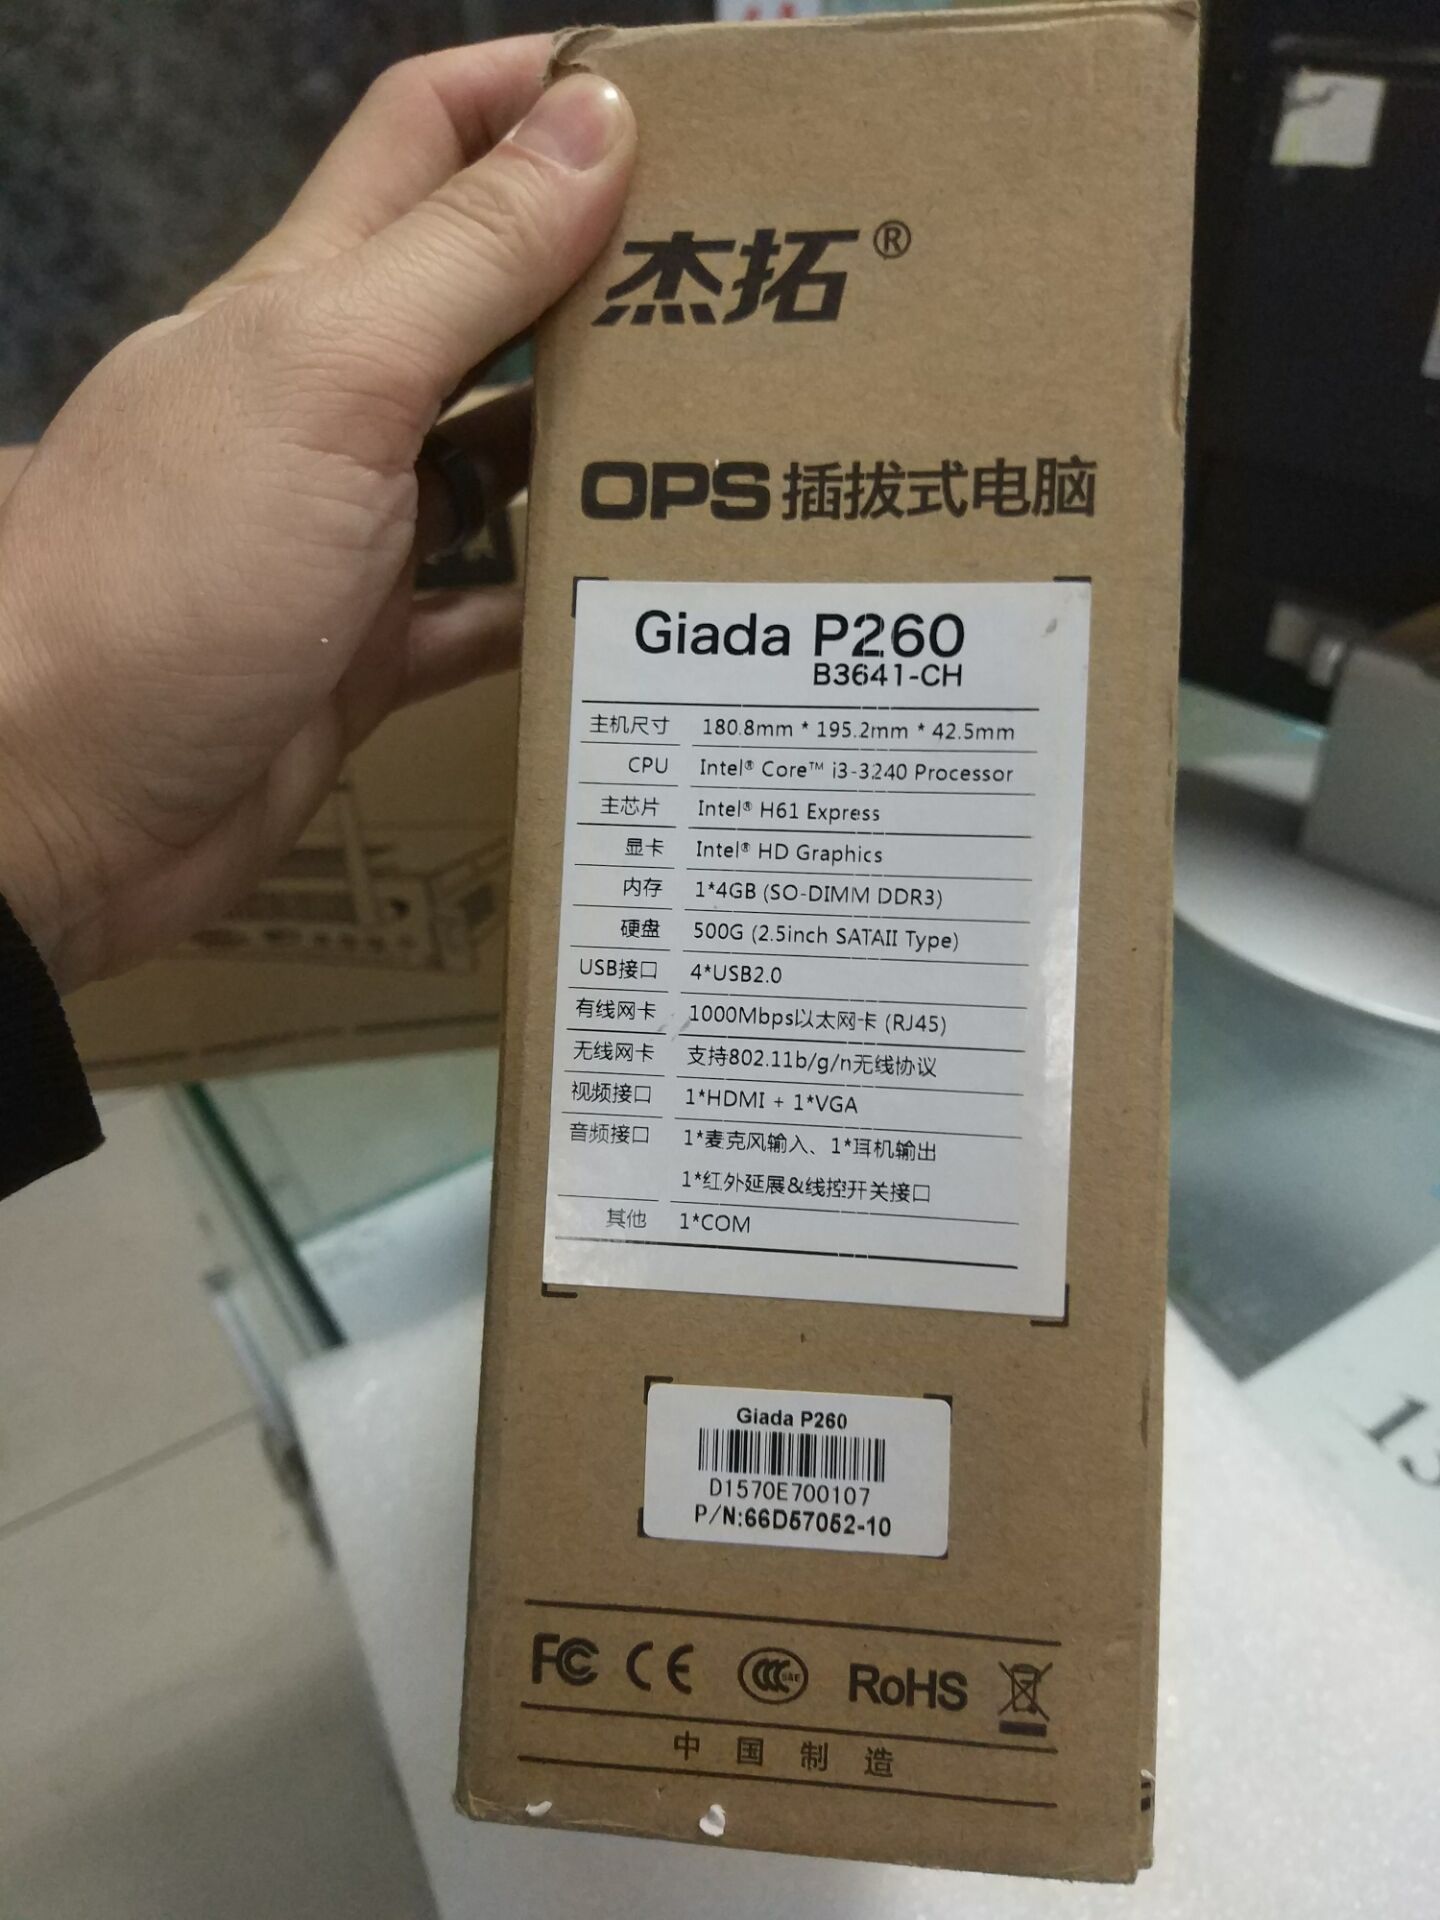 杰拓®
OPS插拔式电脑
Giada P260
B3641-CH
主机尺寸 180.8mm * 195.2mm * 42.5mm
CPU Intel® Core™ i3-3240 Processor
主芯片 Intel® H61 Express
显卡 Intel® HD Graphics
内存 1*4GB (SO-DIMM DDR3)
硬盘 500G (2.5inch SATAII Type)
USB接口 4*USB2.0
有线网卡 1000Mbps以太网卡 (RJ45)
无线网卡 支持802.11b/g/n无线协议
视频接口 1*HDMI + 1*VGA
音频接口 1*麦克风输入、1*耳机输出
1*红外延展&线控开关接口
其他 1*COM
Giada P260
D1570E700107
P/N:66D57052-10
FC CE CCC S&E RoHS
中国制造
13